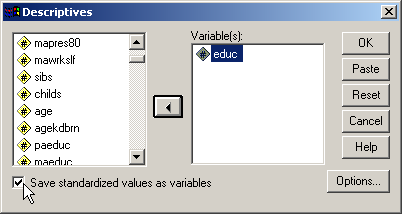 Descriptives
mapres80
mawrkslf
sibs
childs
age
agekdbrn
paeduc
maeduc
Variable(s):
educ
OK
Paste
Reset
Cancel
Help
Save standardized values as variables
Options...